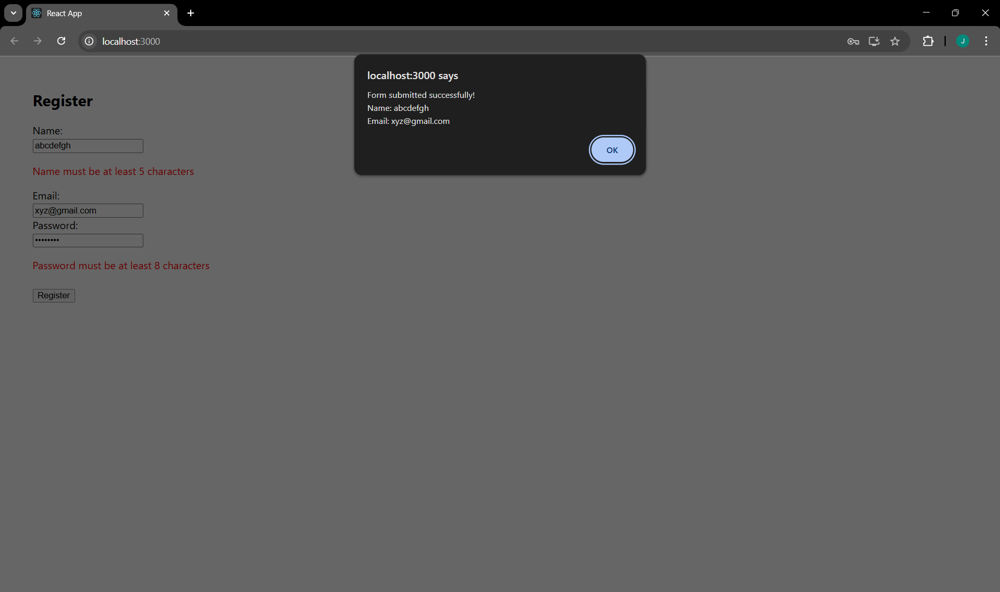 React App
localhost:3000
J
localhost:3000 says
Form submitted successfully!
Name: abcdefgh
Email: xyz@gmail.com
OK
Register
Name:
abcdefgh
Name must be at least 5 characters
Email:
xyz@gmail.com
Password:
••••••••
Password must be at least 8 characters
Register